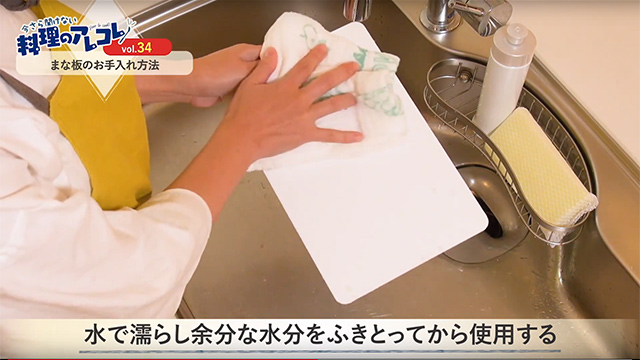 今さら聞けない
料理のアレコレ
vol.34
まな板のお手入れ方法
水で濡らし余分な水分をふきとってから使用する